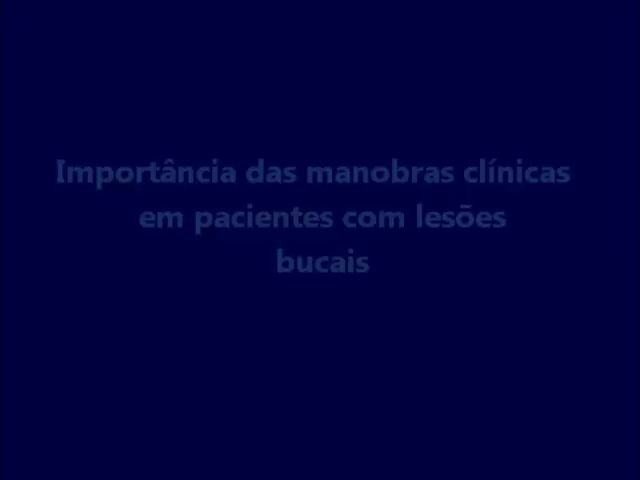 Importância das manobras clínicas
em pacientes com lesões
bucais